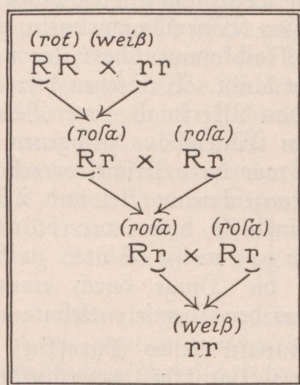 (rot) (weiß)
RR × rr
(roſa) (roſa)
Rr × Rr
(roſa) (roſa)
Rr × Rr
(weiß)
rr